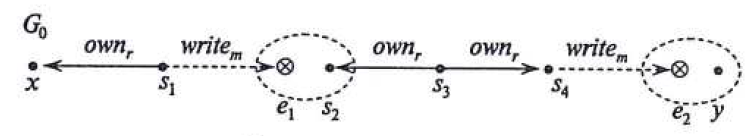 G₀
ownᵣ writeₘ ownᵣ ownᵣ writeₘ
x s₁ e₁ s₂ s₃ s₄ e₂ y